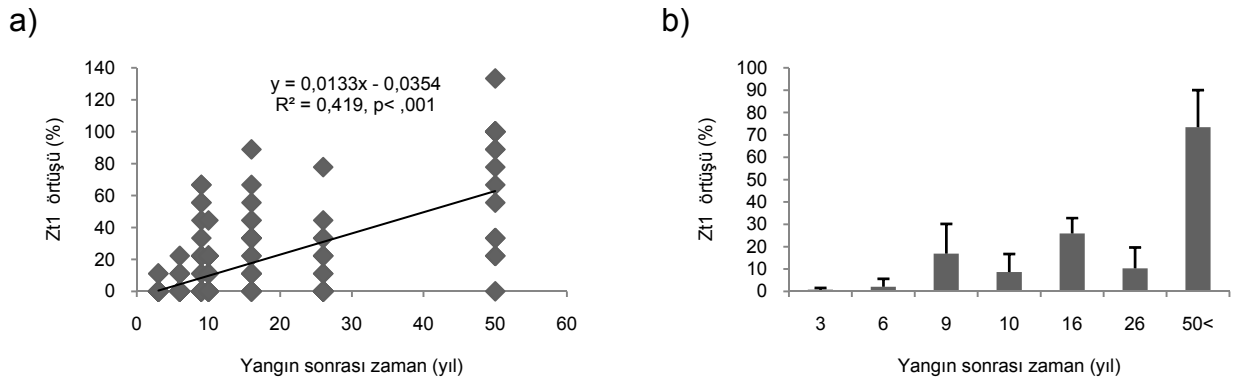 a)
Zt1 örtüşü (%)
140
120
100
80
60
40
20
0
y = 0,0133x - 0,0354
R² = 0,419, p< ,001
0 10 20 30 40 50 60
Yangın sonrası zaman (yıl)
b)
Zt1 örtüşü (%)
100
90
80
70
60
50
40
30
20
10
0
3 6 9 10 16 26 50<
Yangın sonrası zaman (yıl)